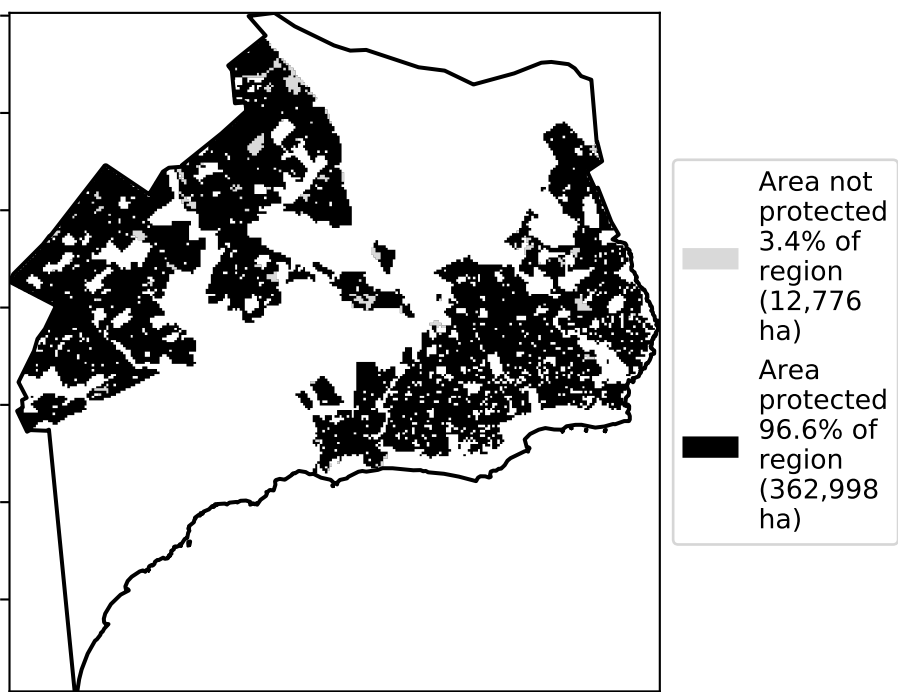 Area not
protected
3.4% of
region
(12,776
ha)
Area
protected
96.6% of
region
(362,998
ha)